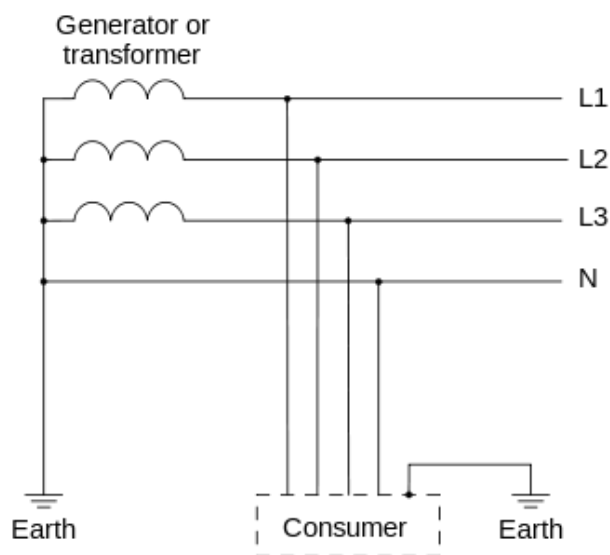 Generator or
transformer
L1
L2
L3
N
Earth
Consumer
Earth